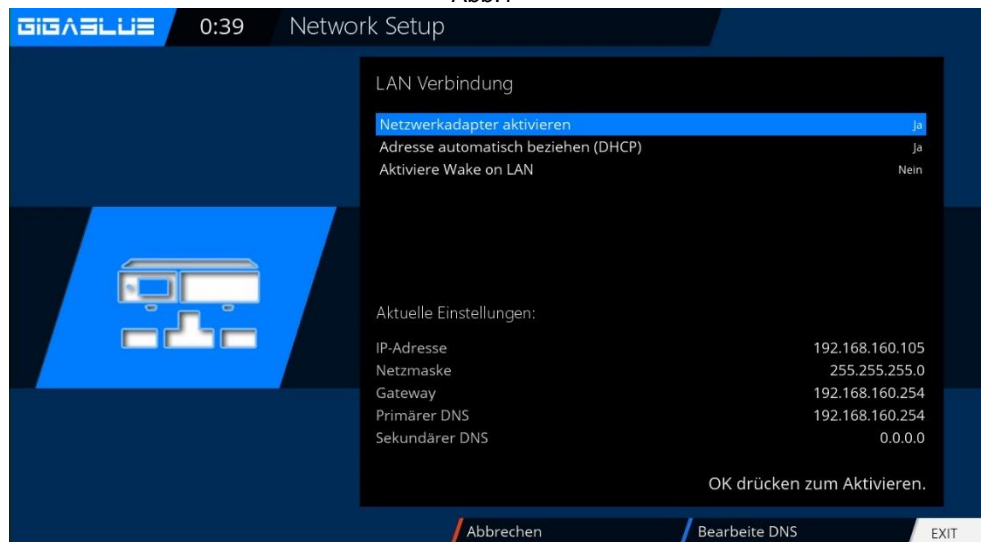 GIGABLUE 0:39 Network Setup
LAN Verbindung
Netzwerkadapter aktivieren Ja
Adresse automatisch beziehen (DHCP) Ja
Aktiviere Wake on LAN Nein
Aktuelle Einstellungen:
IP-Adresse 192.168.160.105
Netzmaske 255.255.255.0
Gateway 192.168.160.254
Primärer DNS 192.168.160.254
Sekundärer DNS 0.0.0.0
OK drücken zum Aktivieren.
Abbrechen Bearbeite DNS EXIT